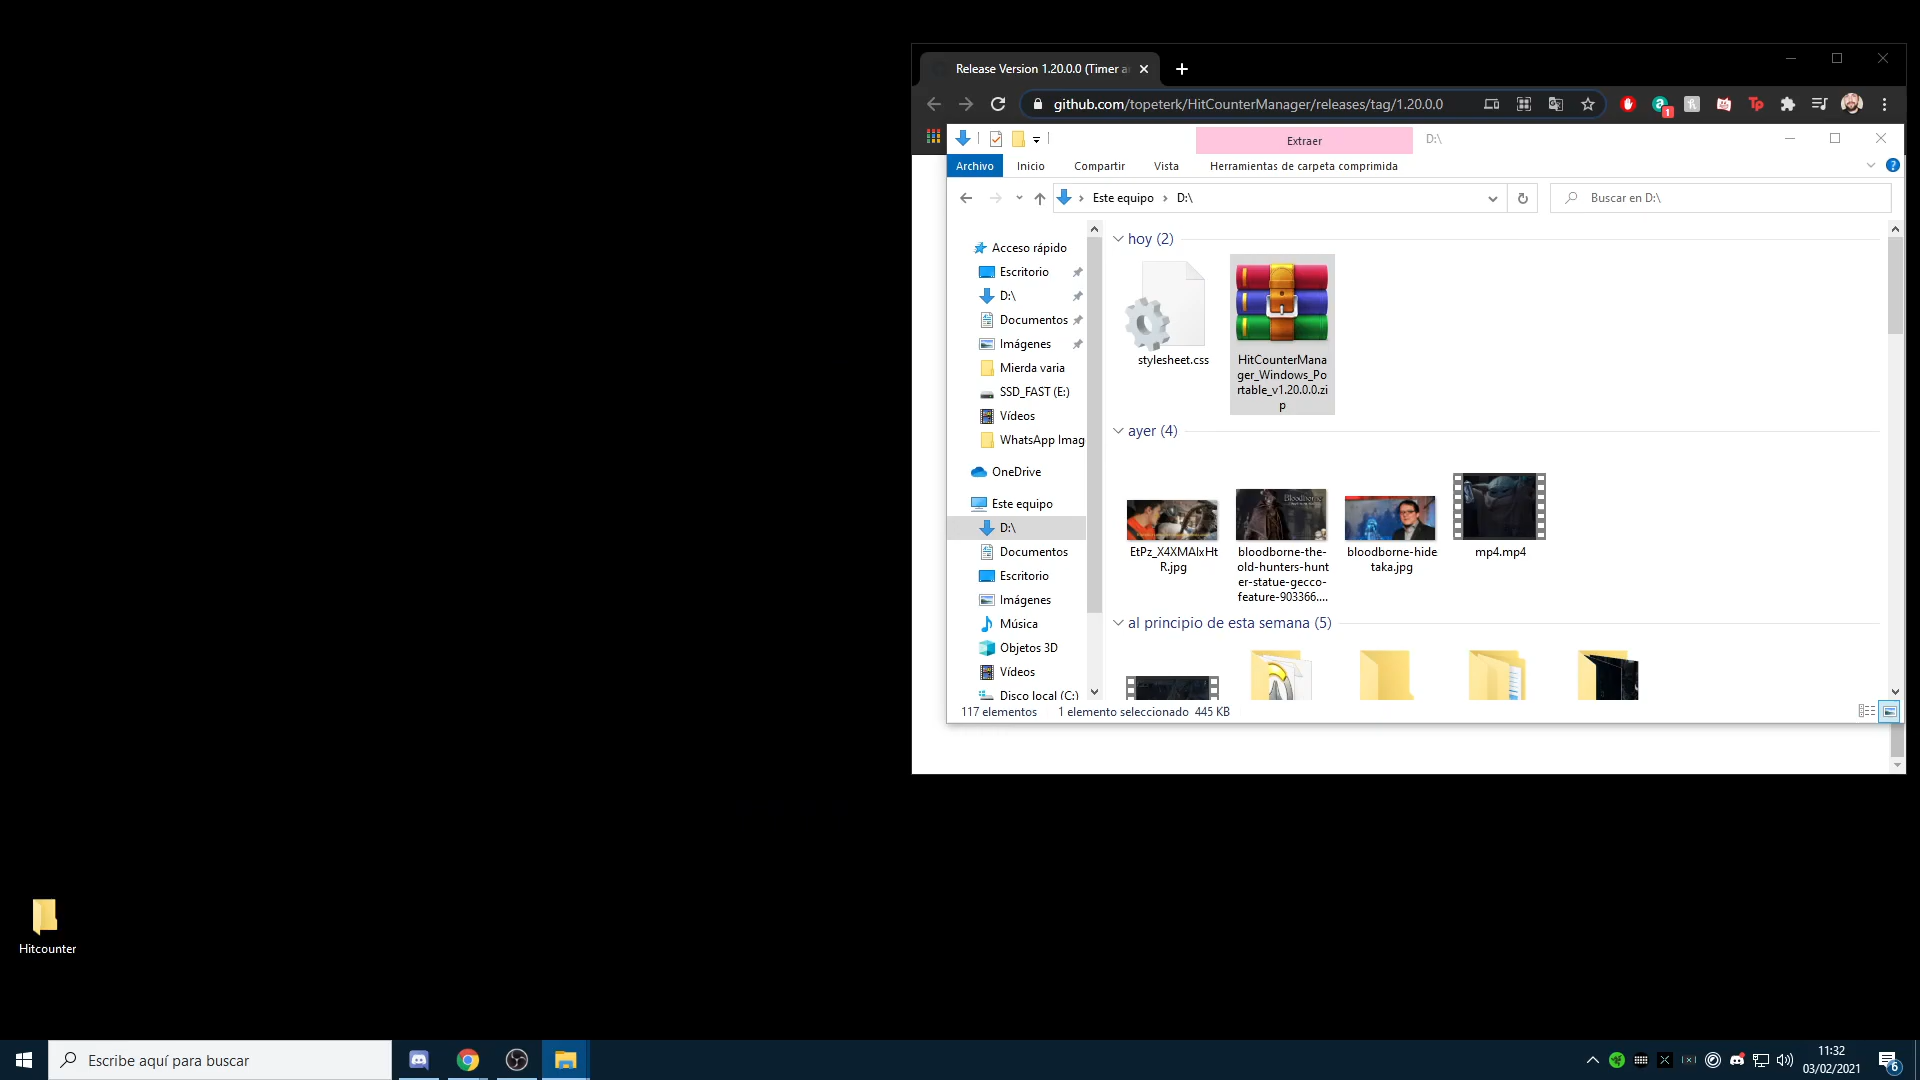 Release Version 1.20.0.0 (Timer a
github.com/topeterk/HitCounterManager/releases/tag/1.20.0.0
1
Tp
Extraer
D:\
Archivo
Inicio
Compartir
Vista
Herramientas de carpeta comprimida
Este equipo
D:\
Buscar en D:\
Acceso rápido
Escritorio
D:\
Documentos
Imágenes
Mierda varia
SSD_FAST (E:)
Vídeos
WhatsApp Imag
OneDrive
Este equipo
D:\
Documentos
Escritorio
Imágenes
Música
Objetos 3D
Vídeos
Disco local (C:)
hoy (2)
stylesheet.css
HitCounterMana
ger_Windows_Po
rtable_v1.20.0.0.zi
p
ayer (4)
EtPz_X4XMAIxHt
R.jpg
Bloodborne
bloodborne-the-
old-hunters-hunt
er-statue-gecco-
feature-903366....
bloodborne-hide
taka.jpg
mp4.mp4
al principio de esta semana (5)
117 elementos
1 elemento seleccionado 445 KB
Hitcounter
Escribe aquí para buscar
11:32
03/02/2021
6